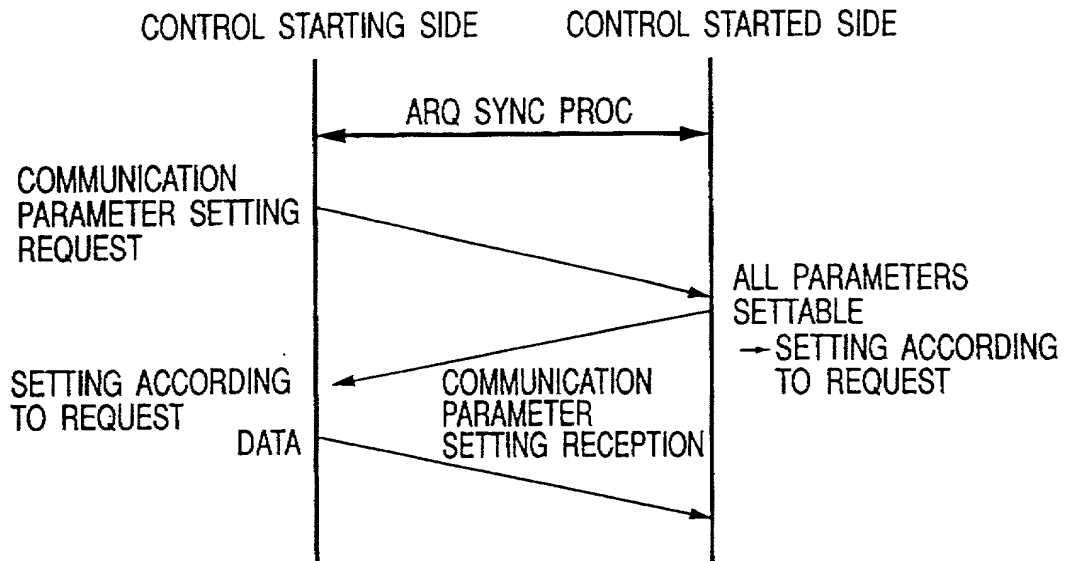 CONTROL STARTING SIDE
CONTROL STARTED SIDE
ARQ SYNC PROC
COMMUNICATION
PARAMETER SETTING
REQUEST
ALL PARAMETERS
SETTABLE
→ SETTING ACCORDING
TO REQUEST
SETTING ACCORDING
TO REQUEST
COMMUNICATION
PARAMETER
SETTING RECEPTION
DATA